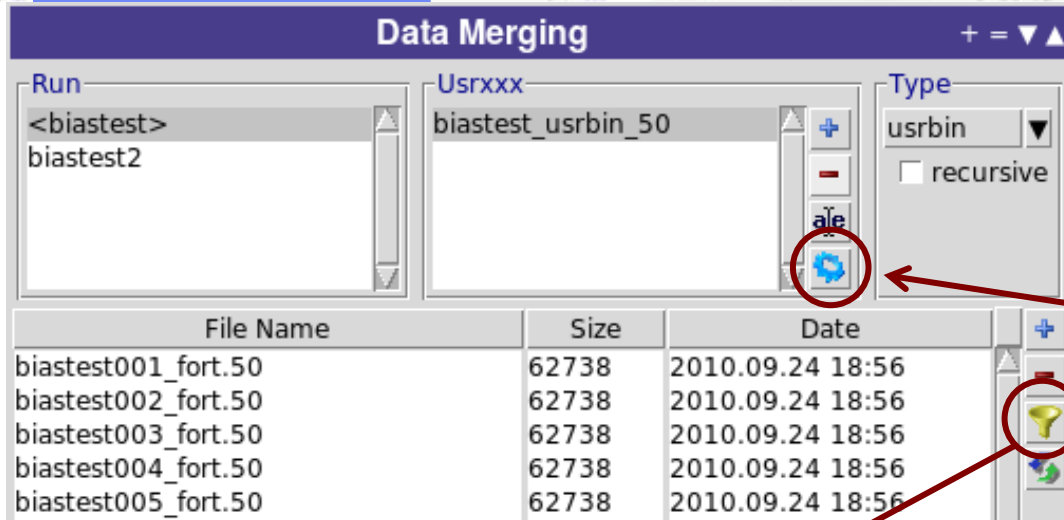 Data Merging
+ = ▼ ▲
Run
<biastest>
biastest2
Usrxxx
biastest_usrbin_50
a|e
Type
usrbin
recursive
File Name Size Date
biastest001_fort.50 62738 2010.09.24 18:56
biastest002_fort.50 62738 2010.09.24 18:56
biastest003_fort.50 62738 2010.09.24 18:56
biastest004_fort.50 62738 2010.09.24 18:56
biastest005_fort.50 62738 2010.09.24 18:56